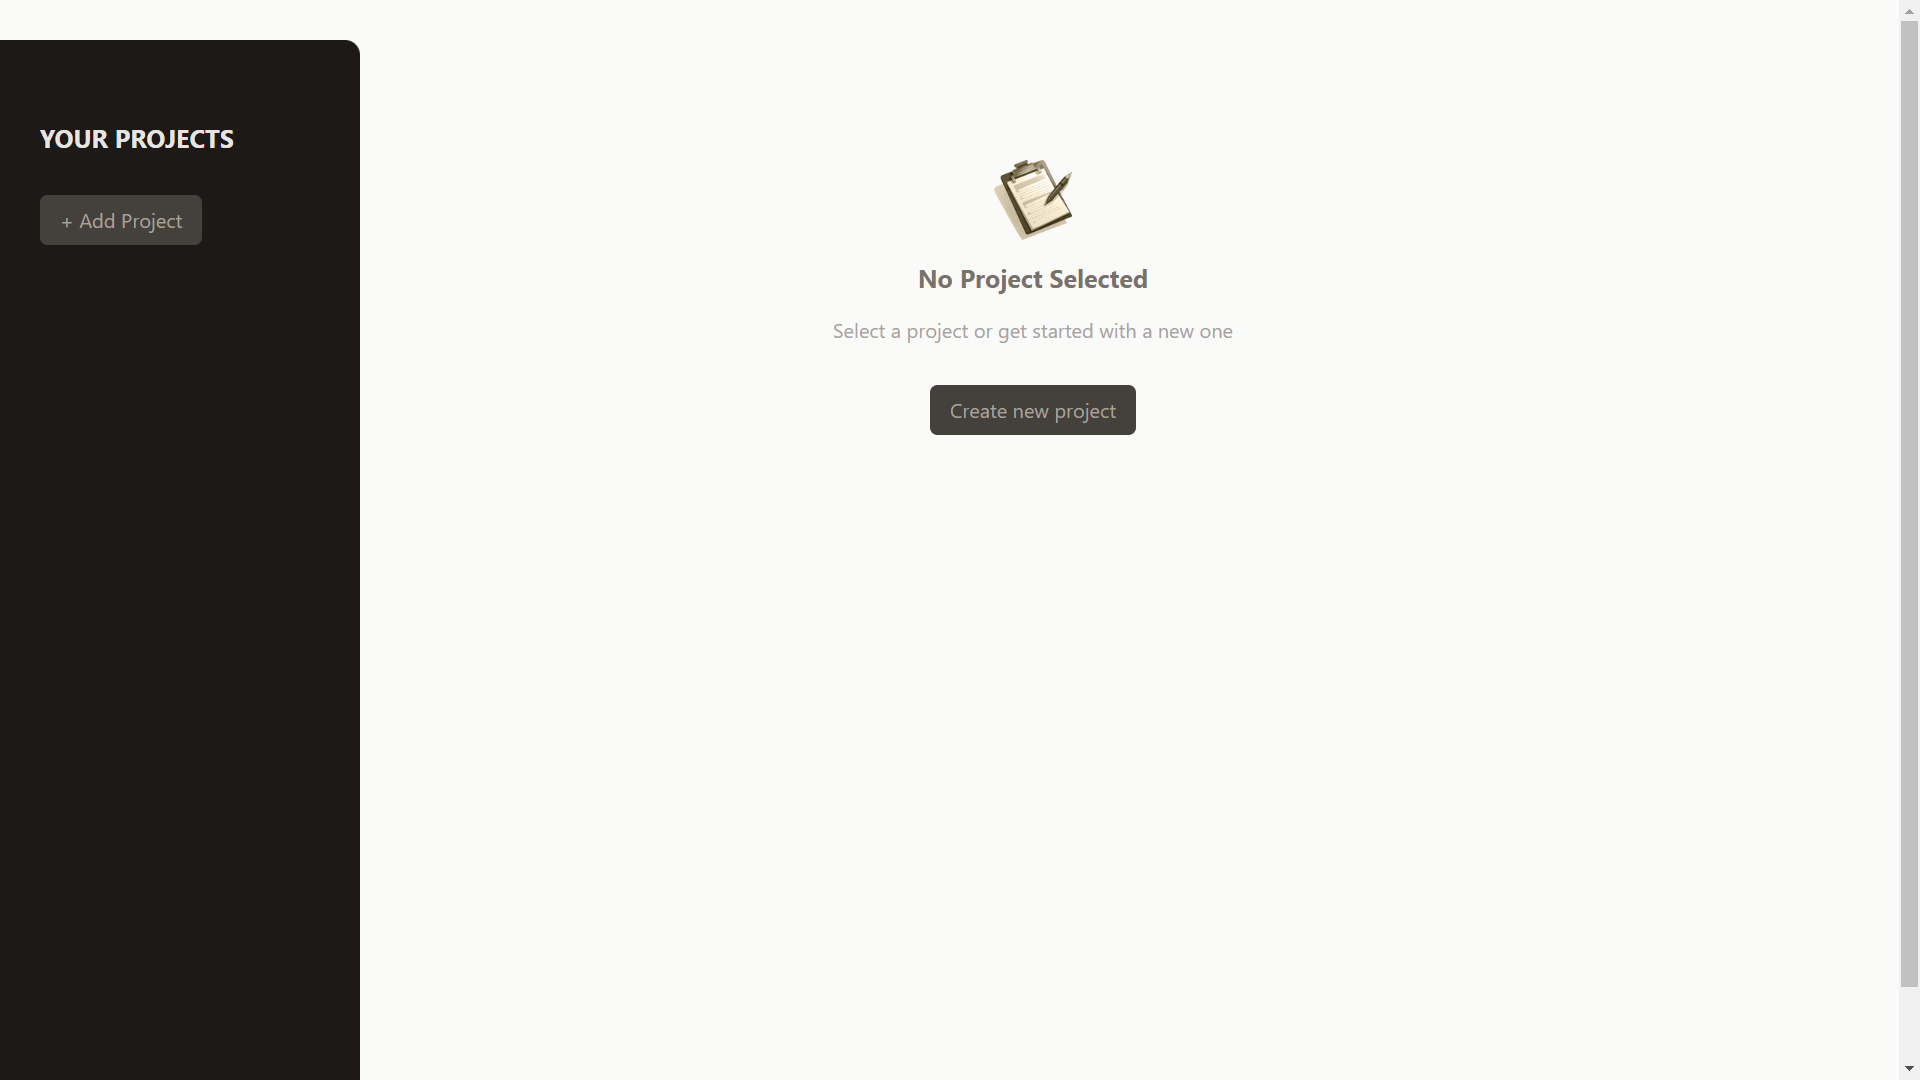 YOUR PROJECTS
+ Add Project
No Project Selected
Select a project or get started with a new one
Create new project